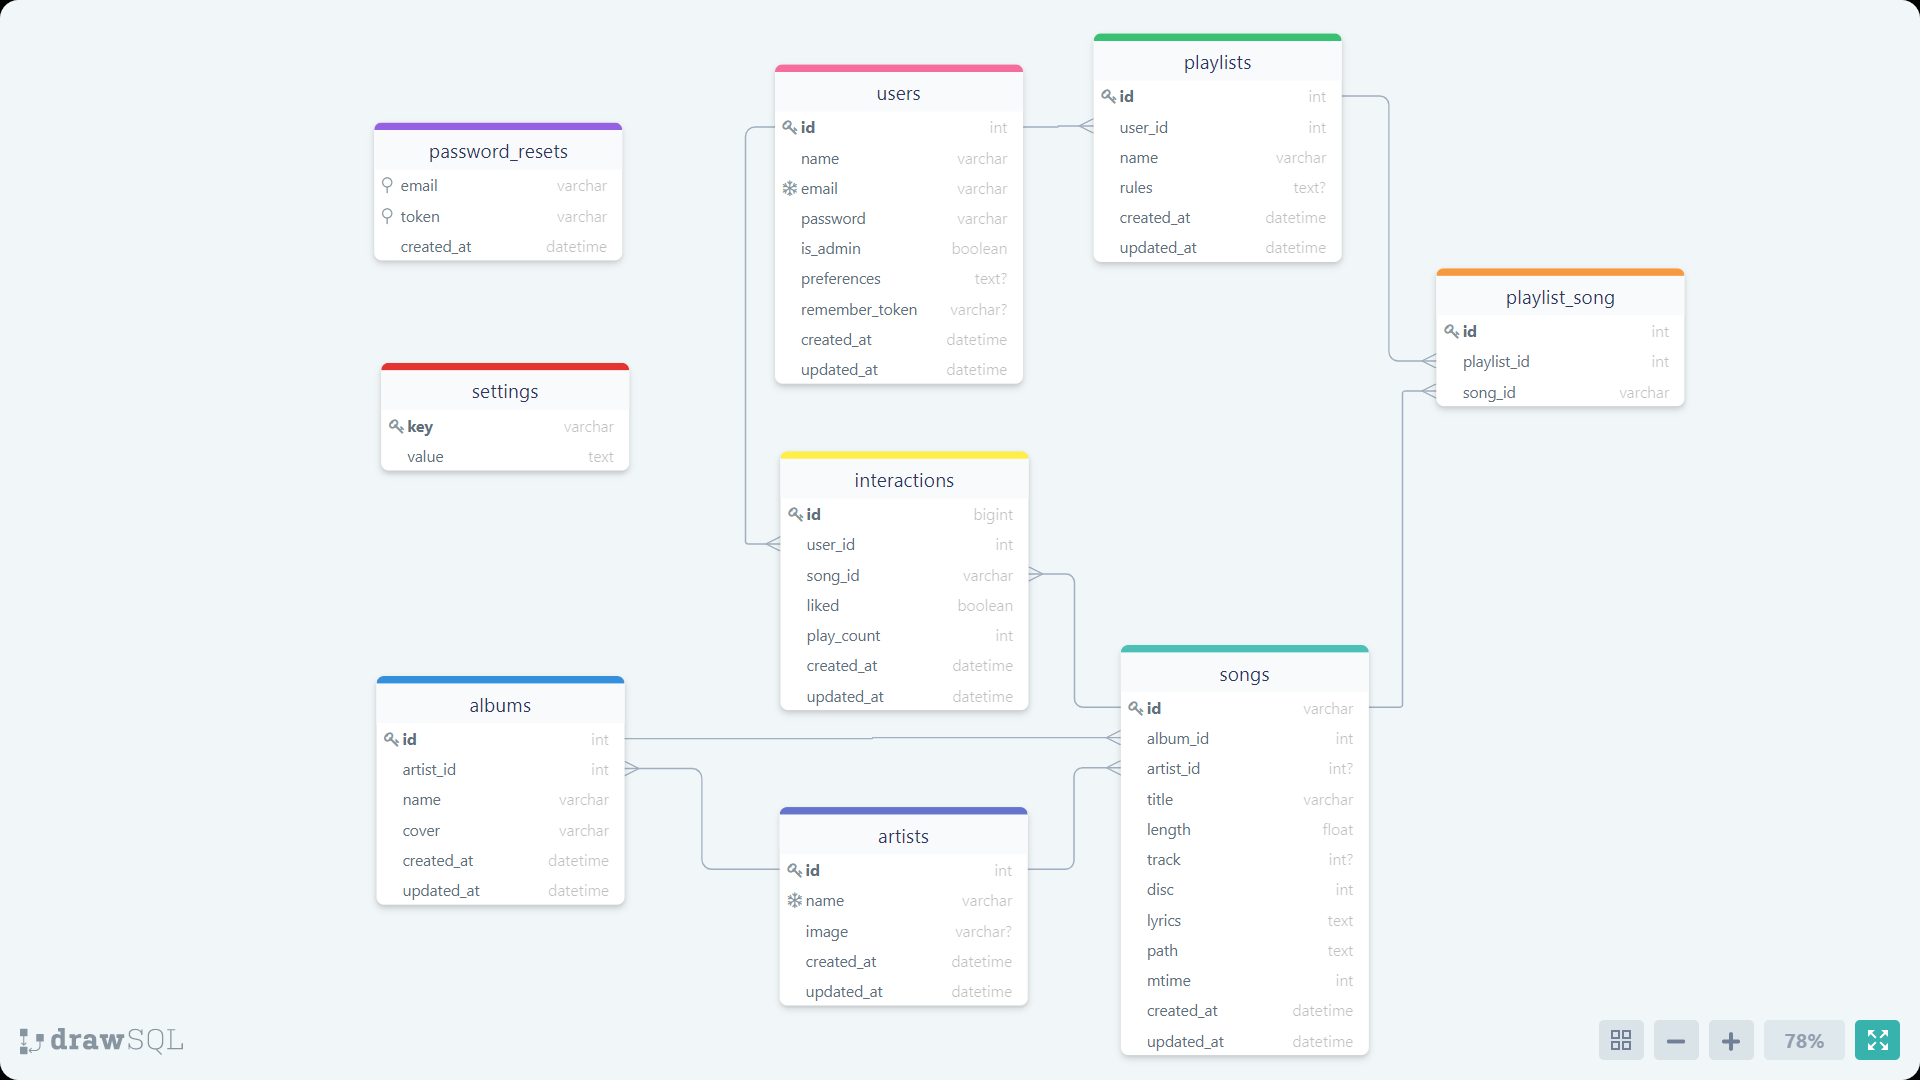 password_resets
email varchar
token varchar
created_at datetime
settings
key varchar
value text
albums
id int
artist_id int
name varchar
cover varchar
created_at datetime
updated_at datetime
users
id int
name varchar
email varchar
password varchar
is_admin boolean
preferences text?
remember_token varchar?
created_at datetime
updated_at datetime
interactions
id bigint
user_id int
song_id varchar
liked boolean
play_count int
created_at datetime
updated_at datetime
artists
id int
name varchar
image varchar?
created_at datetime
updated_at datetime
playlists
id int
user_id int
name varchar
rules text?
created_at datetime
updated_at datetime
songs
id varchar
album_id int
artist_id int?
title varchar
length float
track int?
disc int
lyrics text
path text
mtime int
created_at datetime
updated_at datetime
playlist_song
id int
playlist_id int
song_id varchar
drawSQL
78%